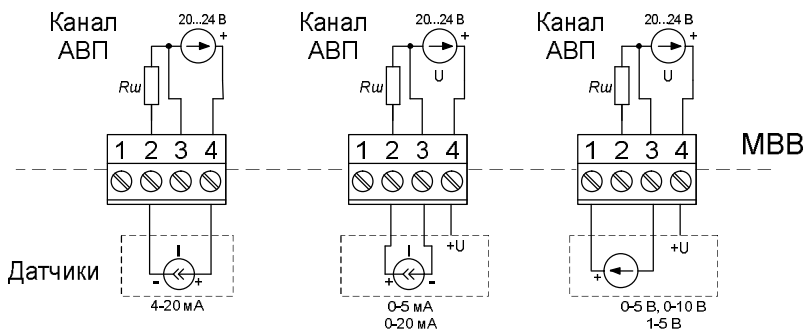 Канал АВП
20...24 В
+
Rш
1 2 3 4
I
- +
4-20 мА
Канал АВП
20...24 В
+
U
Rш
1 2 3 4
I
+ -
+U
0-5 мА
0-20 мА
Канал АВП
20...24 В
+
U
Rш
1 2 3 4
+
+U
0-5 В, 0-10 В
1-5 В
МВВ
Датчики